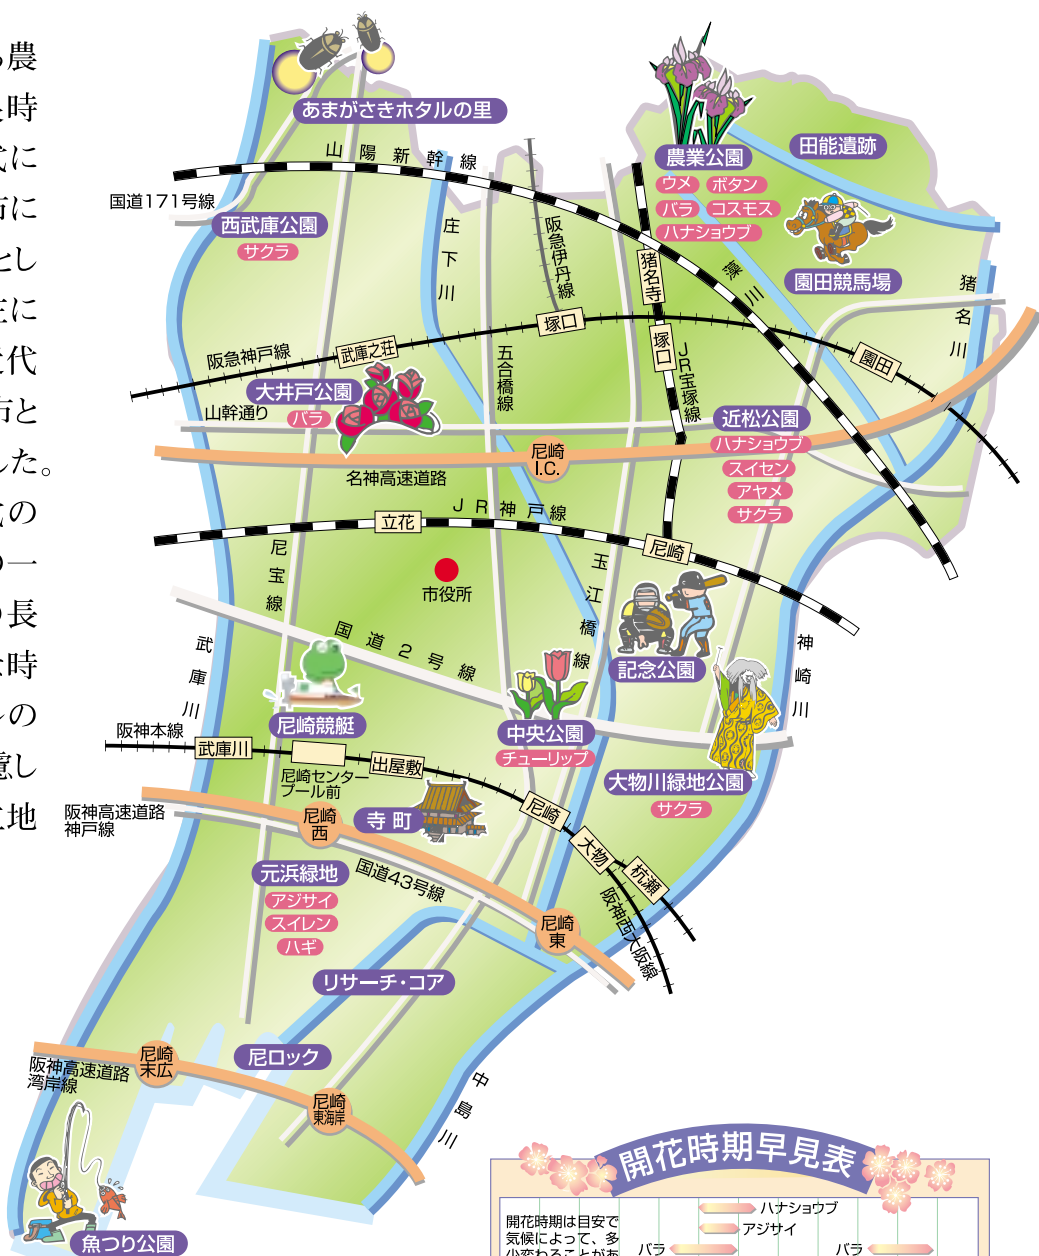 農
時
に
市に
とし
主に
代
市と
した。
の
一
長
時
の
癒し
地
あまがさきホタルの里
山陽新幹線
国道171号線
西武庫公園
サクラ
農業公園
ウメ
ボタン
バラ
コスモス
ハナショウブ
田能遺跡
園田競馬場
庄下川
阪急伊丹線
猪名寺
藻川
猪名川
塚口
塚口
園田
阪急神戸線
武庫之荘
五合橋線
JR宝塚線
大井戸公園
バラ
山幹通り
近松公園
ハナショウブ
スイセン
アヤメ
サクラ
尼崎
I.C.
名神高速道路
JR神戸線
立花
尼崎
尼宝線
市役所
玉江橋線
記念公園
国道2号線
武庫川
神崎川
尼崎競艇
中央公園
チューリップ
大物川緑地公園
サクラ
阪神本線
武庫川
尼崎センター
プール前
出屋敷
阪神高速道路
神戸線
尼崎
西
寺町
尼崎
大物
杭瀬
国道43号線
阪神西大阪線
元浜緑地
アジサイ
スイレン
ハギ
尼崎
東
リサーチ・コア
尼ロック
尼崎
末広
阪神高速道路
湾岸線
尼崎
東海岸
中島川
魚つり公園
開花時期早見表
開花時期は目安で
気候によって、多
少変わることがあ
ハナショウブ
アジサイ
バラ
バラ